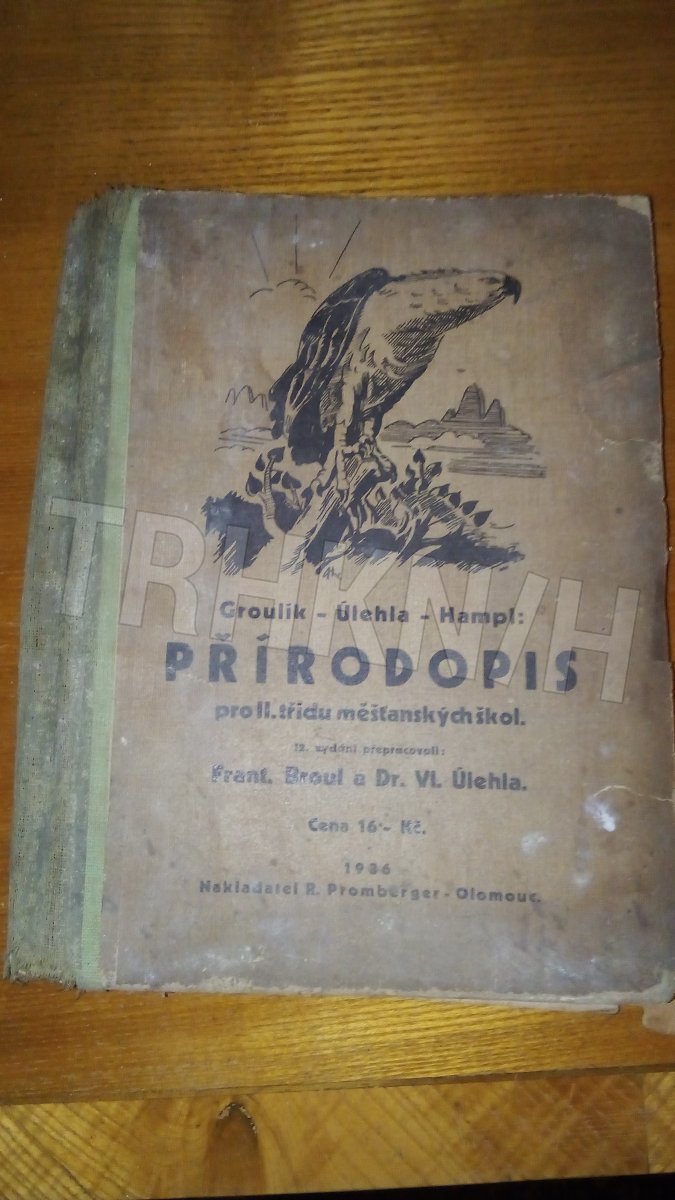 Groulík - Úlehla - Hampl:
PŘÍRODOPIS
pro II. třídu měšťanských škol.
12. vydání přepracovali:
Frant. Broul a Dr. Vl. Úlehla.
Cena 16·- Kč.
1936
Nakladatel R. Promberger - Olomouc.
TRHKNIH